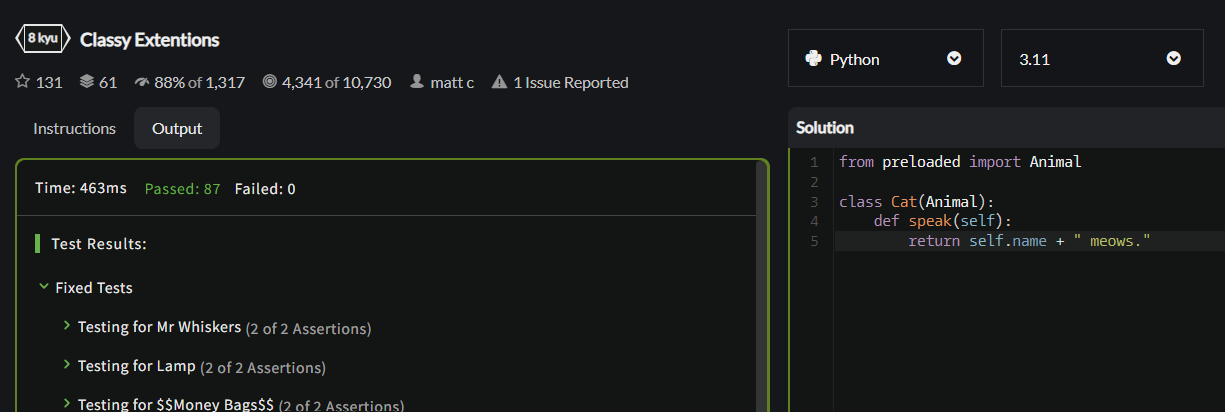 8 kyu Classy Extentions
131 61 88% of 1,317 4,341 of 10,730 matt c 1 Issue Reported
Instructions Output
Time: 463ms Passed: 87 Failed: 0
Test Results:
Fixed Tests
Testing for Mr Whiskers (2 of 2 Assertions)
Testing for Lamp (2 of 2 Assertions)
Testing for $$Money Bags$$ (2 of 2 Assertions)
Python 3.11
Solution
1 from preloaded import Animal
2
3 class Cat(Animal):
4     def speak(self):
5         return self.name + " meows."